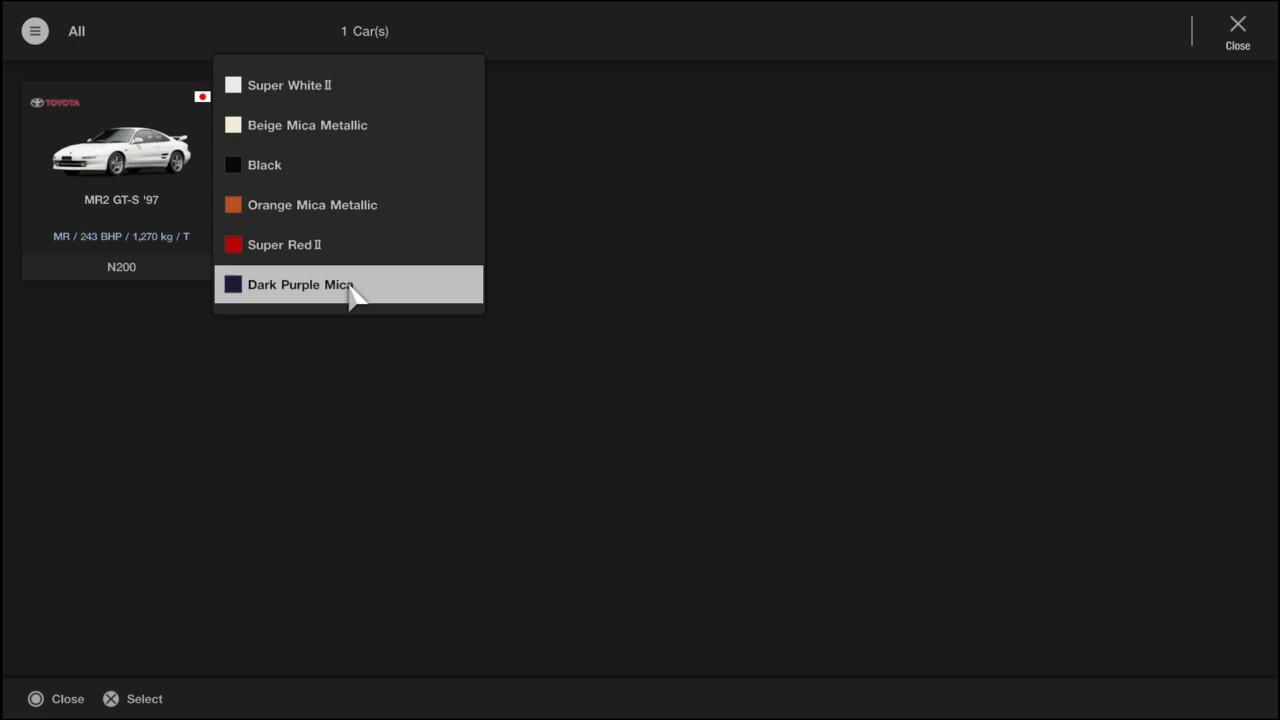 All
1 Car(s)
Close
TOYOTA
MR2 GT-S '97
MR / 243 BHP / 1,270 kg / T
N200
Super White Ⅱ
Beige Mica Metallic
Black
Orange Mica Metallic
Super Red Ⅱ
Dark Purple Mica
Close
Select